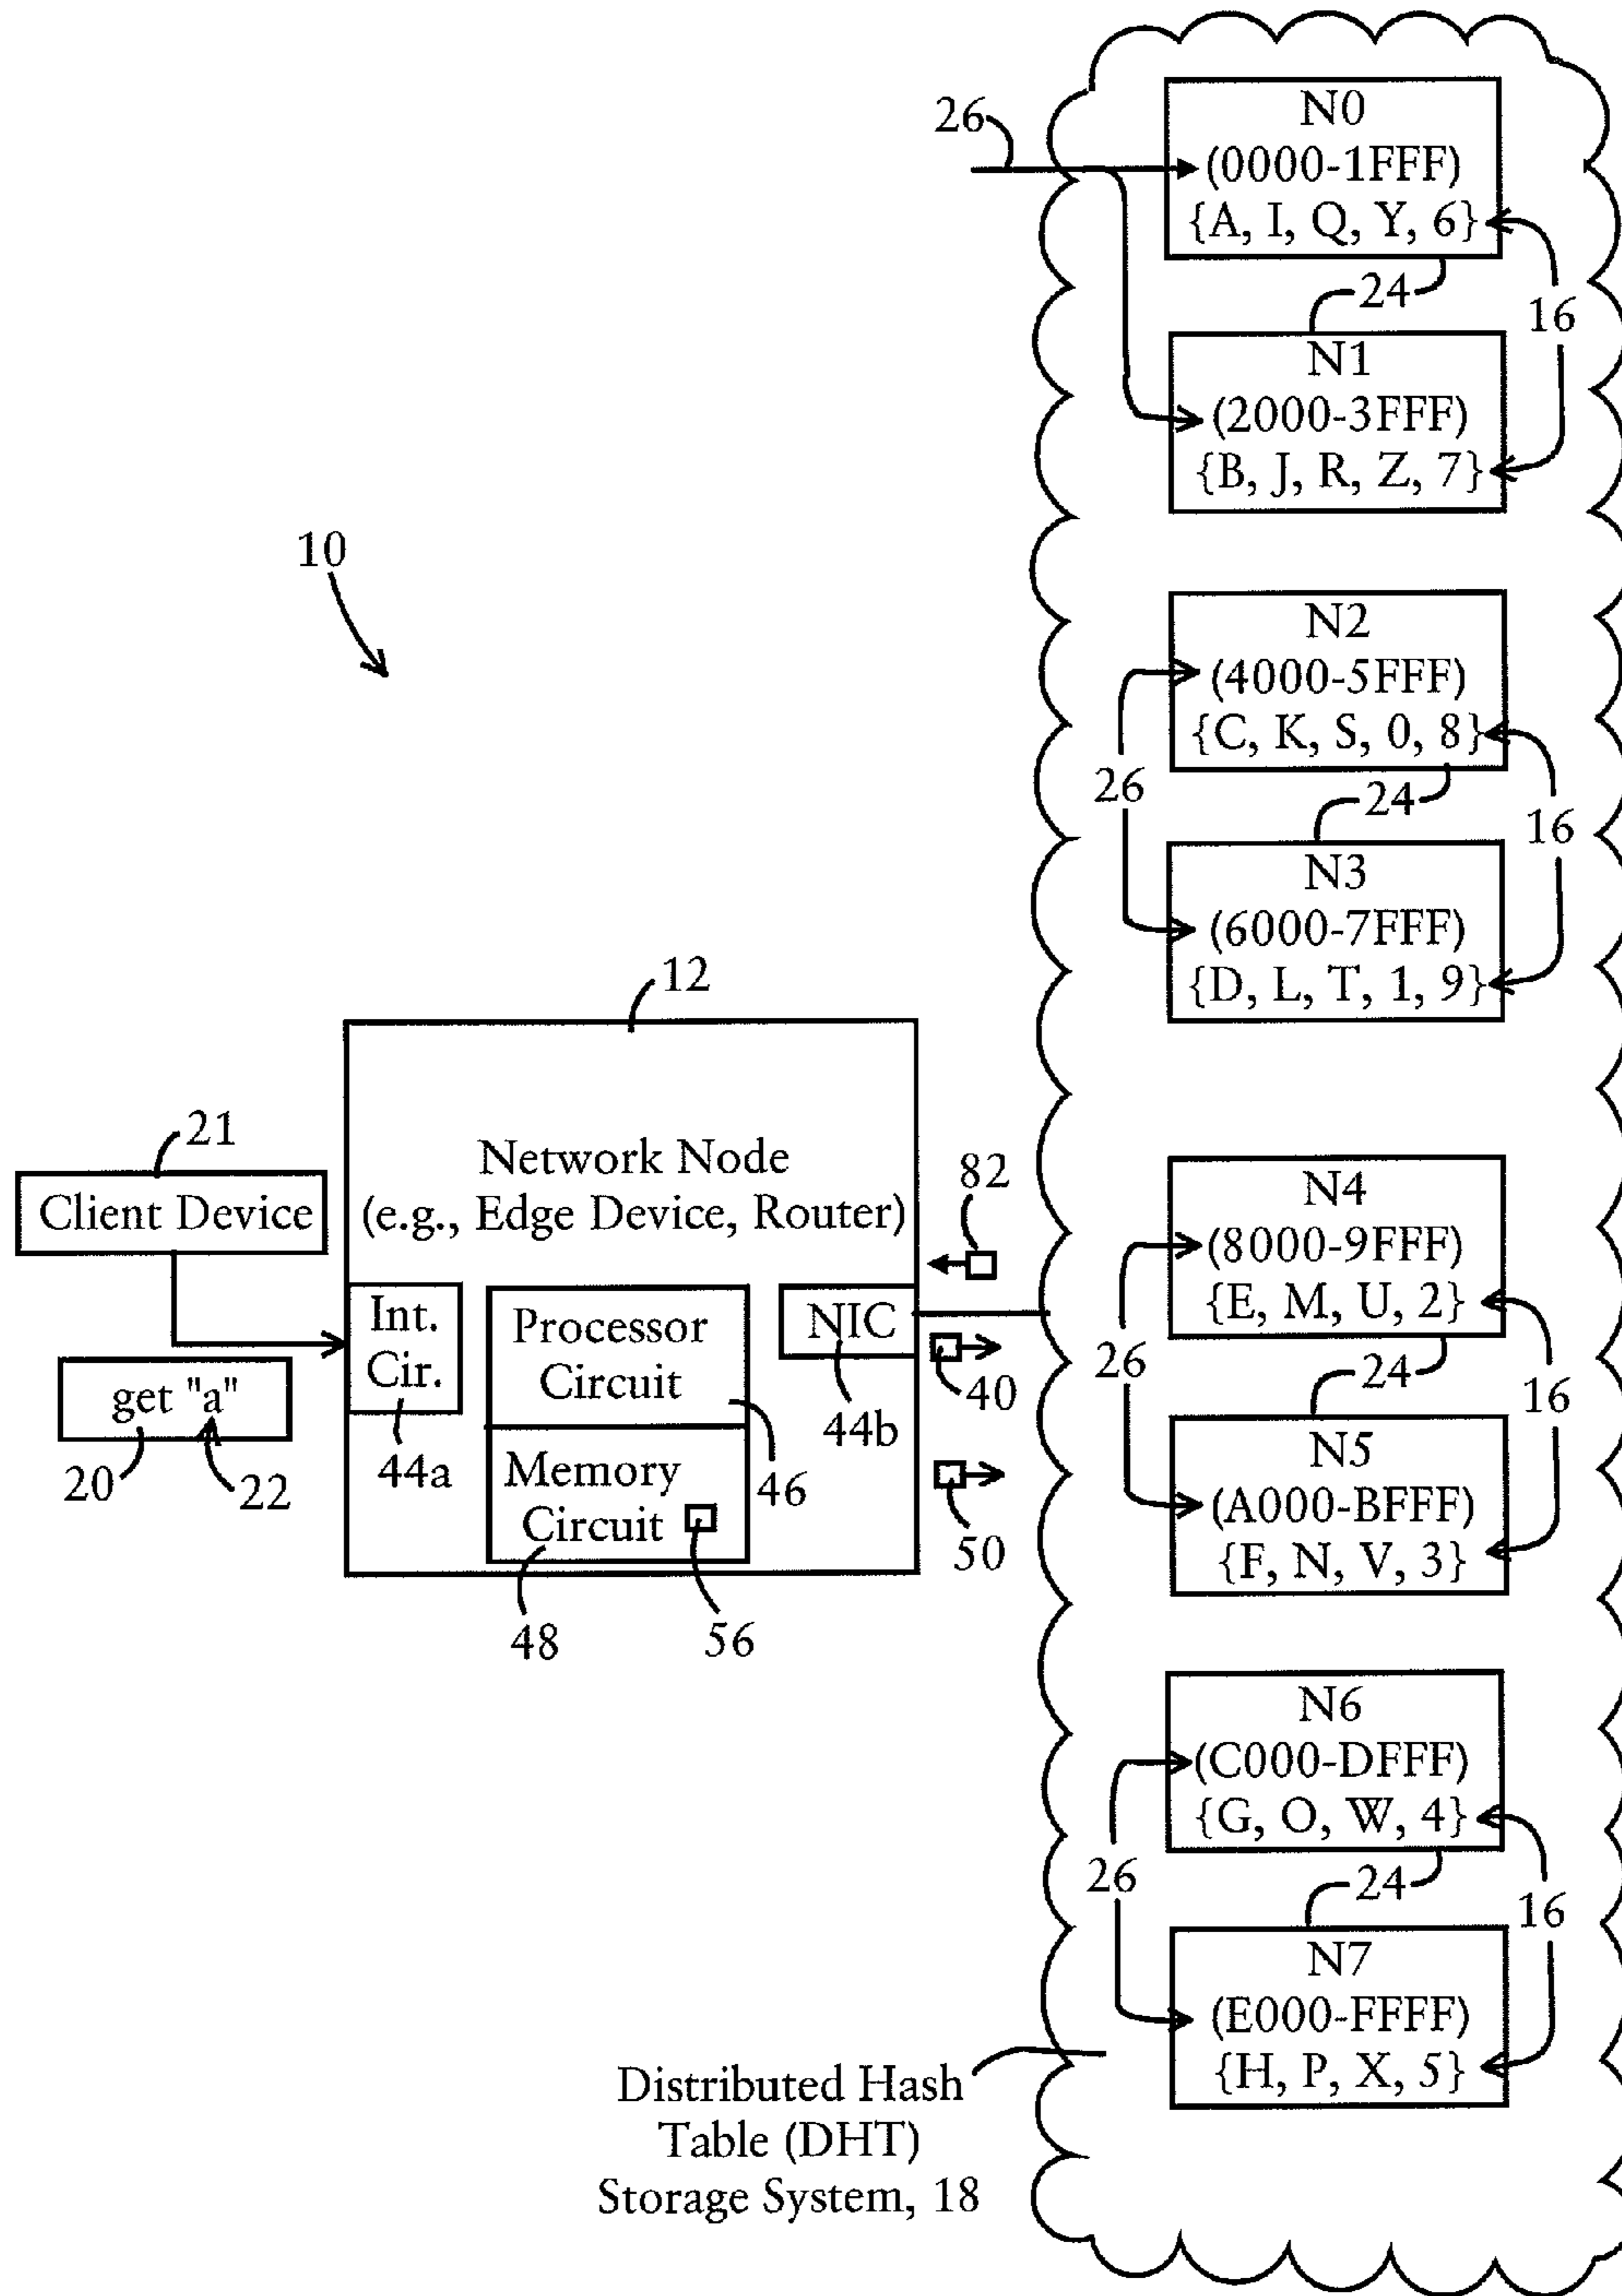 26
N0
(0000-1FFF)
{A, I, Q, Y, 6}
24
16
N1
(2000-3FFF)
{B, J, R, Z, 7}
10
N2
(4000-5FFF)
{C, K, S, 0, 8}
26
24
16
N3
(6000-7FFF)
{D, L, T, 1, 9}
12
21
Client Device
Network Node
(e.g., Edge Device, Router)
82
Int.
Cir.
Processor
Circuit
NIC
40
get "a"
20
22
44a
Memory
Circuit
46
44b
50
48
56
N4
(8000-9FFF)
{E, M, U, 2}
26
24
16
N5
(A000-BFFF)
{F, N, V, 3}
N6
(C000-DFFF)
{G, O, W, 4}
26
24
16
N7
(E000-FFFF)
{H, P, X, 5}
Distributed Hash
Table (DHT)
Storage System, 18